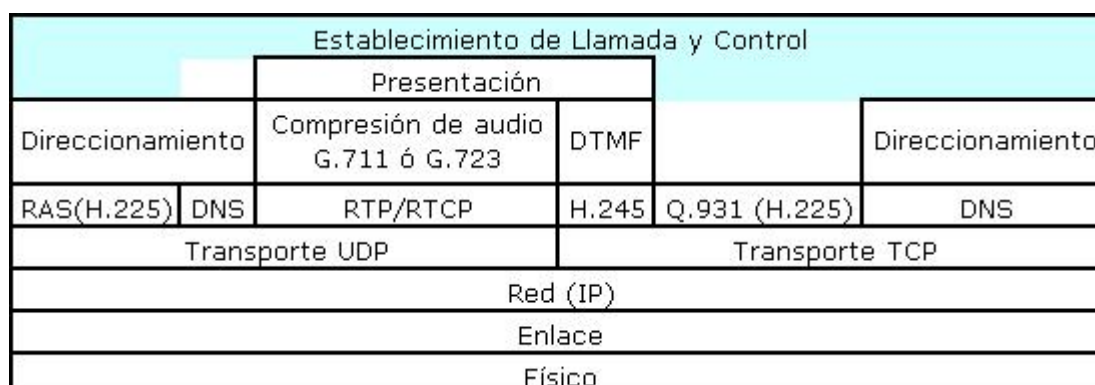 Establecimiento de Llamada y Control
Presentación
Direccionamiento
Compresión de audio
G.711 ó G.723
DTMF
Direccionamiento
RAS(H.225)
DNS
RTP/RTCP
H.245
Q.931 (H.225)
DNS
Transporte UDP
Transporte TCP
Red (IP)
Enlace
Físico